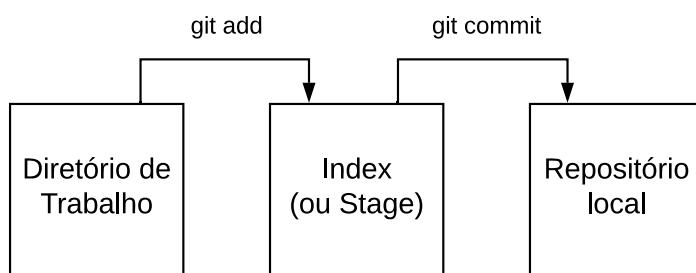 git add
git commit
Diretório de
Trabalho
Index
(ou Stage)
Repositório
local